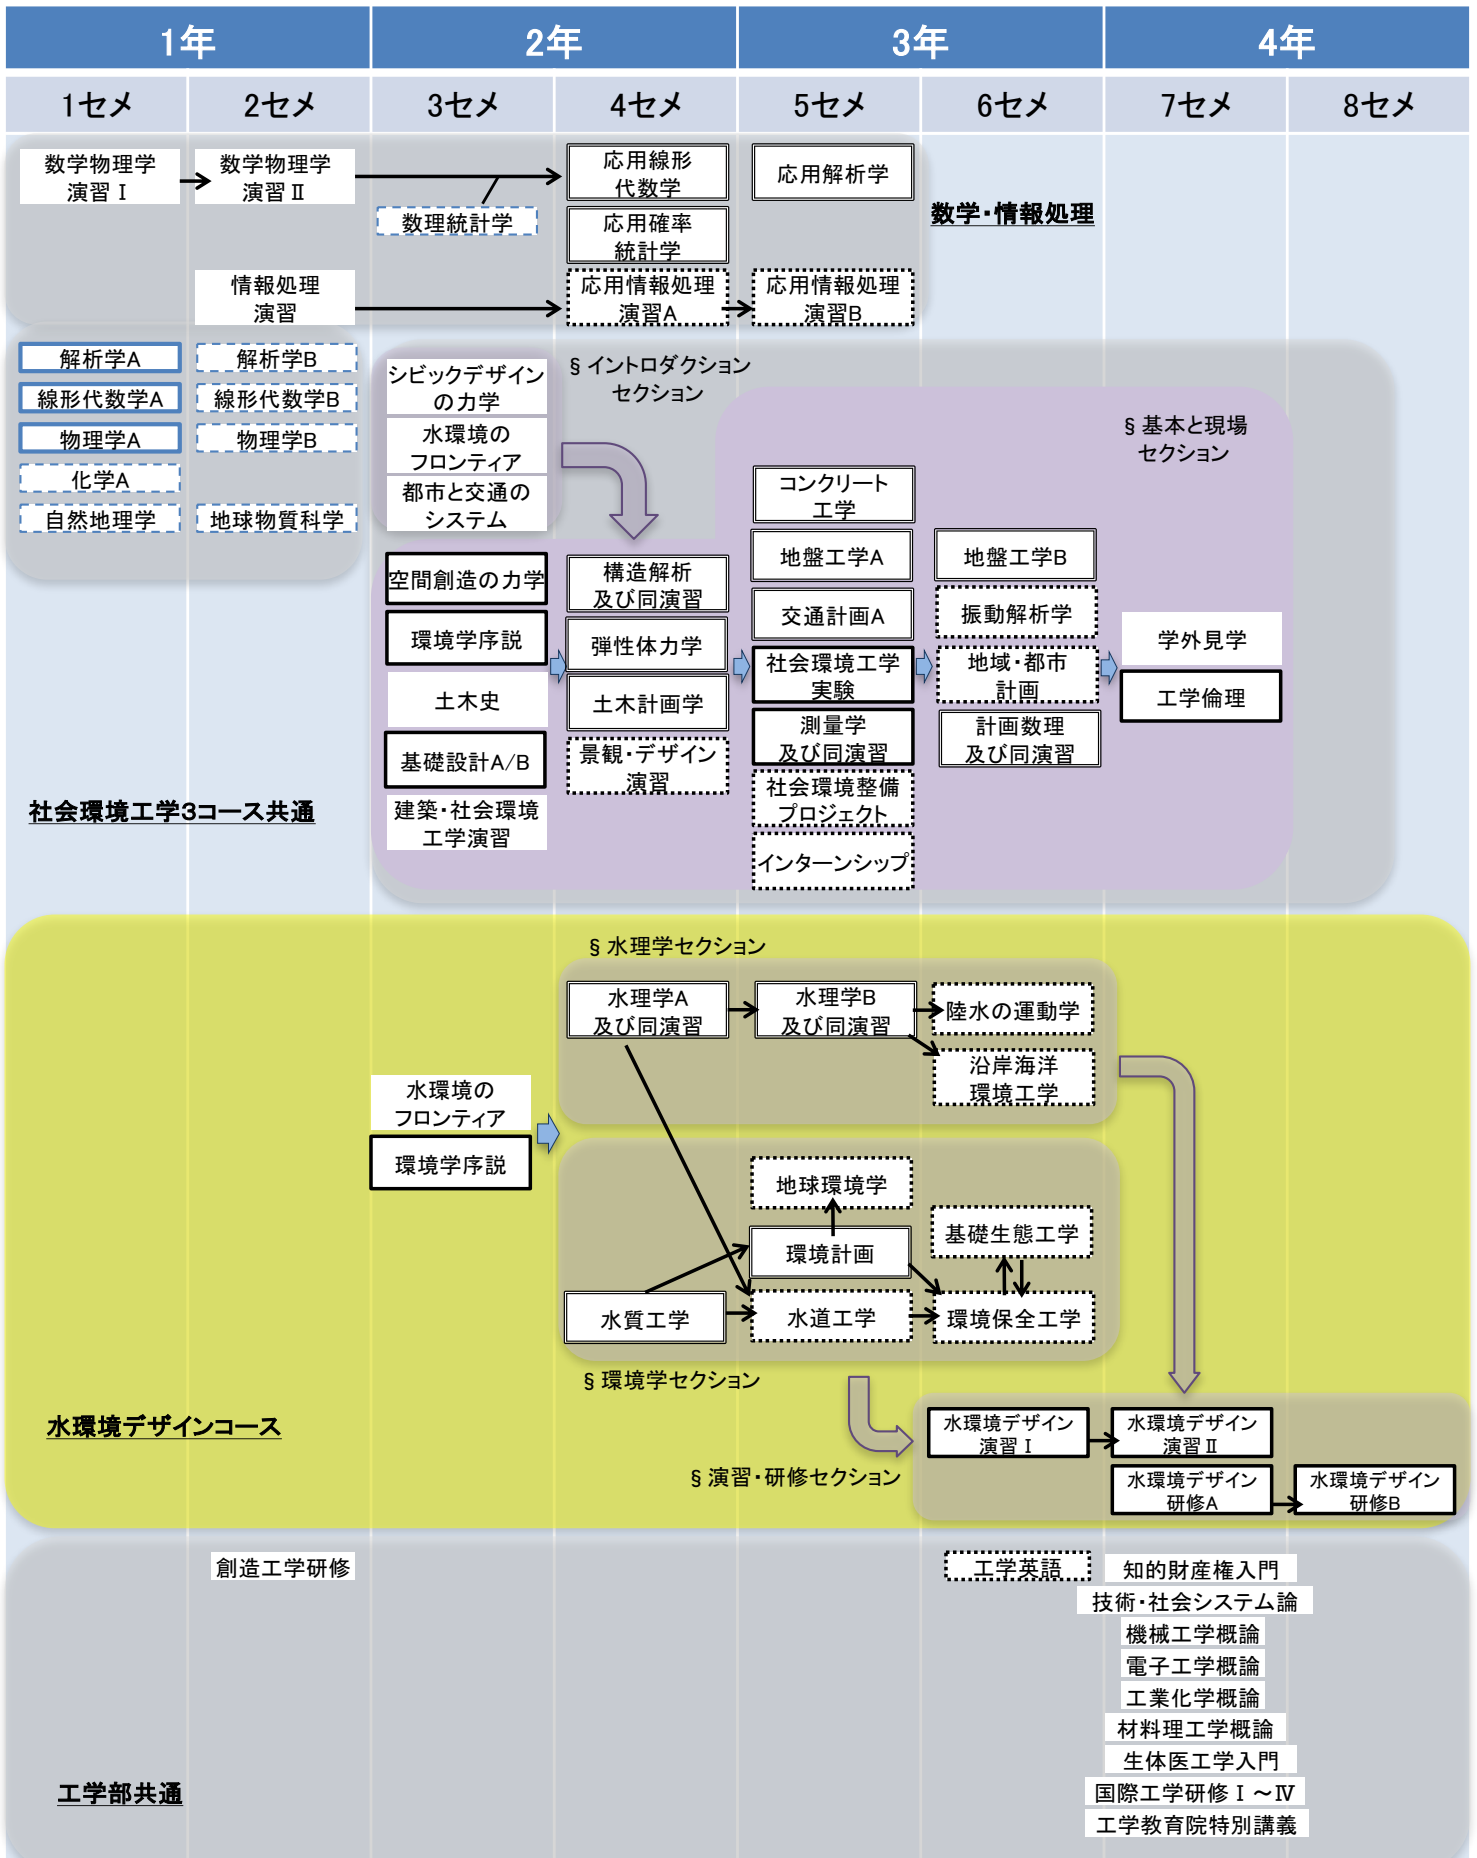 1年
2年
3年
4年
1セメ
2セメ
3セメ
4セメ
5セメ
6セメ
7セメ
8セメ
数学物理学
演習Ⅰ
数学物理学
演習Ⅱ
数理統計学
応用線形
代数学
応用解析学
応用確率
統計学
数学・情報処理
情報処理
演習
応用情報処理
演習A
応用情報処理
演習B
解析学A
解析学B
線形代数学A
線形代数学B
物理学A
物理学B
化学A
自然地理学
地球物質科学
シビックデザイン
の力学
水環境の
フロンティア
都市と交通の
システム
§イントロダクション
セクション
§基本と現場
セクション
空間創造の力学
環境学序説
土木史
基礎設計A/B
建築・社会環境
工学演習
構造解析
及び同演習
弾性体力学
土木計画学
景観・デザイン
演習
コンクリート
工学
地盤工学A
交通計画A
社会環境工学
実験
測量学
及び同演習
社会環境整備
プロジェクト
インターンシップ
地盤工学B
振動解析学
地域・都市
計画
計画数理
及び同演習
学外見学
工学倫理
社会環境工学3コース共通
§水理学セクション
水理学A
及び同演習
水理学B
及び同演習
陸水の運動学
沿岸海洋
環境工学
水環境の
フロンティア
環境学序説
地球環境学
環境計画
基礎生態工学
水質工学
水道工学
環境保全工学
§環境学セクション
水環境デザインコース
水環境デザイン
演習Ⅰ
水環境デザイン
演習Ⅱ
§演習・研修セクション
水環境デザイン
研修A
水環境デザイン
研修B
創造工学研修
工学英語
知的財産権入門
技術・社会システム論
機械工学概論
電子工学概論
工業化学概論
材料理工学概論
生体医工学入門
国際工学研修Ⅰ～Ⅳ
工学教育院特別講義
工学部共通